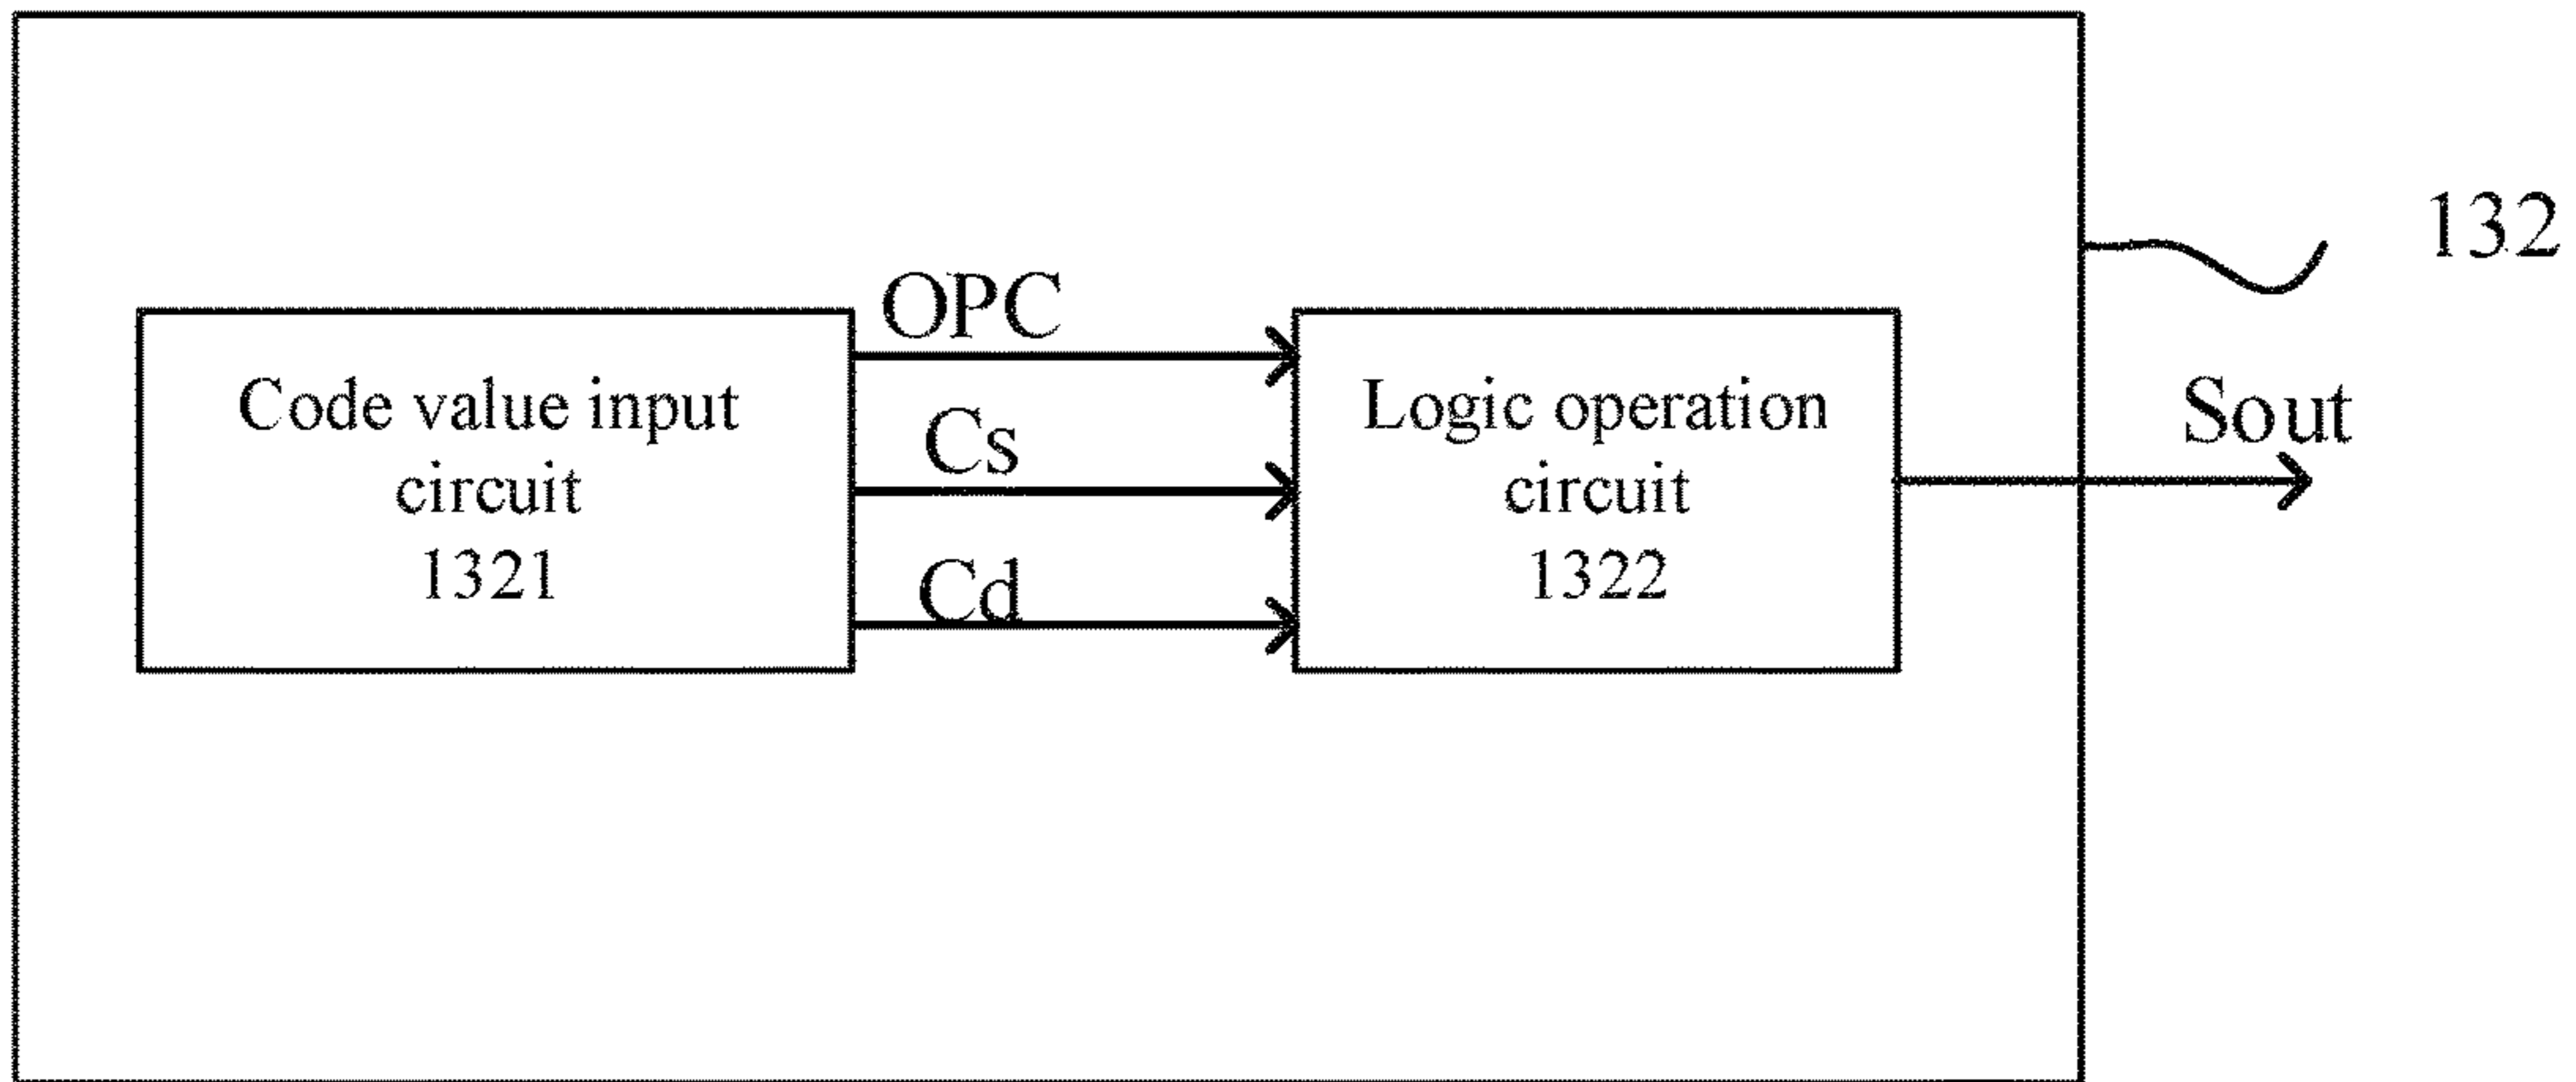 132
OPC
Code value input
circuit
1321
Cs
Cd
Logic operation
circuit
1322
Sout